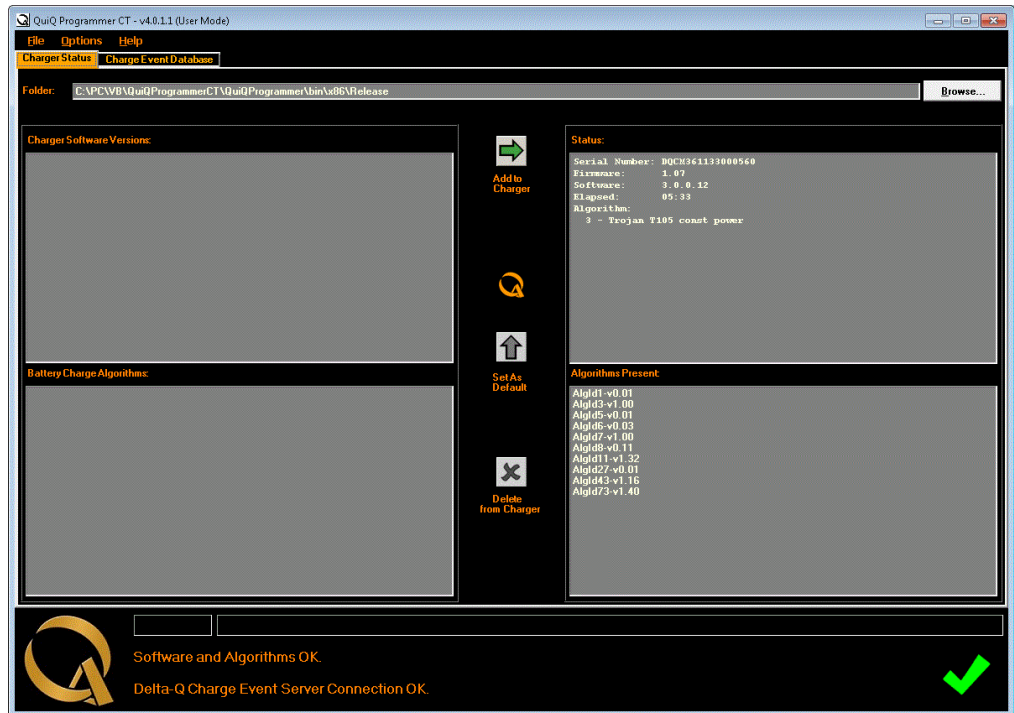 QuiQ Programmer CT - v4.0.1.1 (User Mode)
File Options Help
Charger Status Charge Event Database
Folder: C:\PC\VB\QuiQProgrammerCT\QuiQProgrammer\bin\x86\Release Browse...
Charger Software Versions:
Add to
Charger
Status:
Serial Number: DQCM361133000560
Firmware: 1.07
Software: 3.0.0.12
Elapsed: 05:33
Algorithm:
3 - Trojan T105 const power
Battery Charge Algorithms:
Set As
Default
Algorithms Present:
AlgId1-v0.01
AlgId3-v1.00
AlgId5-v0.01
AlgId6-v0.03
AlgId7-v1.00
AlgId8-v0.11
AlgId11-v1.32
AlgId27-v0.01
AlgId43-v1.16
AlgId73-v1.40
Delete
from Charger
Software and Algorithms OK.
Delta-Q Charge Event Server Connection OK.